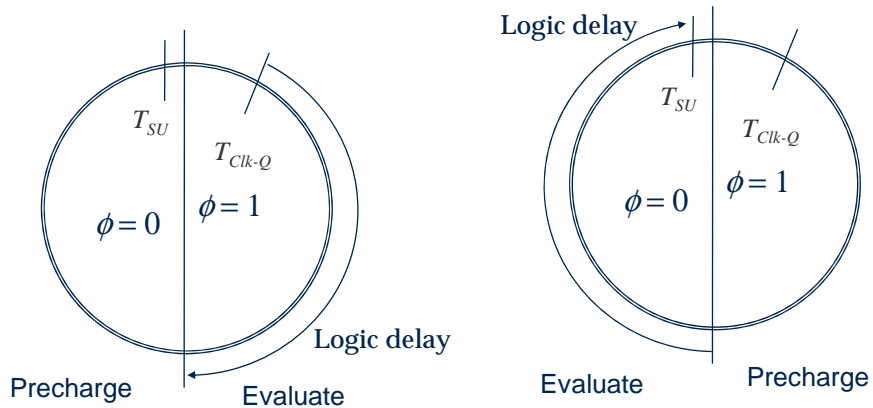 T_SU
T_Clk-Q
ϕ = 0
ϕ = 1
Logic delay
Precharge
Evaluate
Logic delay
T_SU
T_Clk-Q
ϕ = 0
ϕ = 1
Evaluate
Precharge